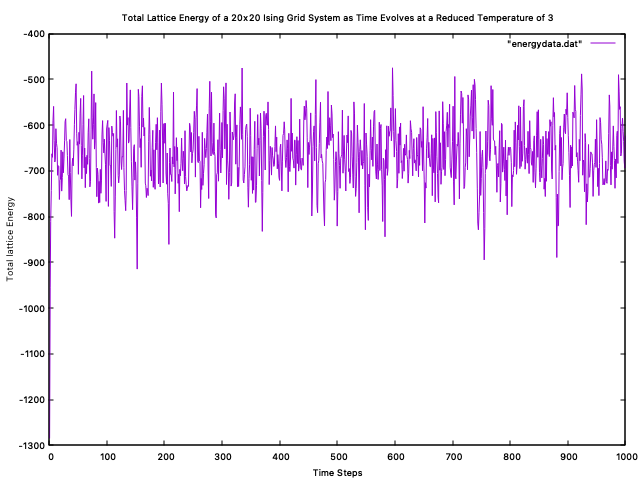 Total Lattice Energy of a 20x20 Ising Grid System as Time Evolves at a Reduced Temperature of 3
"energydata.dat"
-400
-500
-600
-700
-800
-900
-1000
-1100
-1200
-1300
Total lattice Energy
0 100 200 300 400 500 600 700 800 900 1000
Time Steps